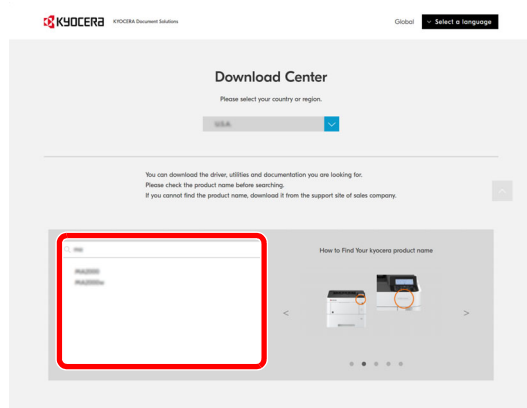 KYOCERA KYOCERA Document Solutions
Global Select a language
Download Center
Please select your country or region.
U.S.A.
You can download the driver, utilities and documentation you are looking for.
Please check the product name before searching.
If you cannot find the product name, download it from the support site of sales company.
ma
How to Find Your kyocera product name
MA2000
MA2000w
< >